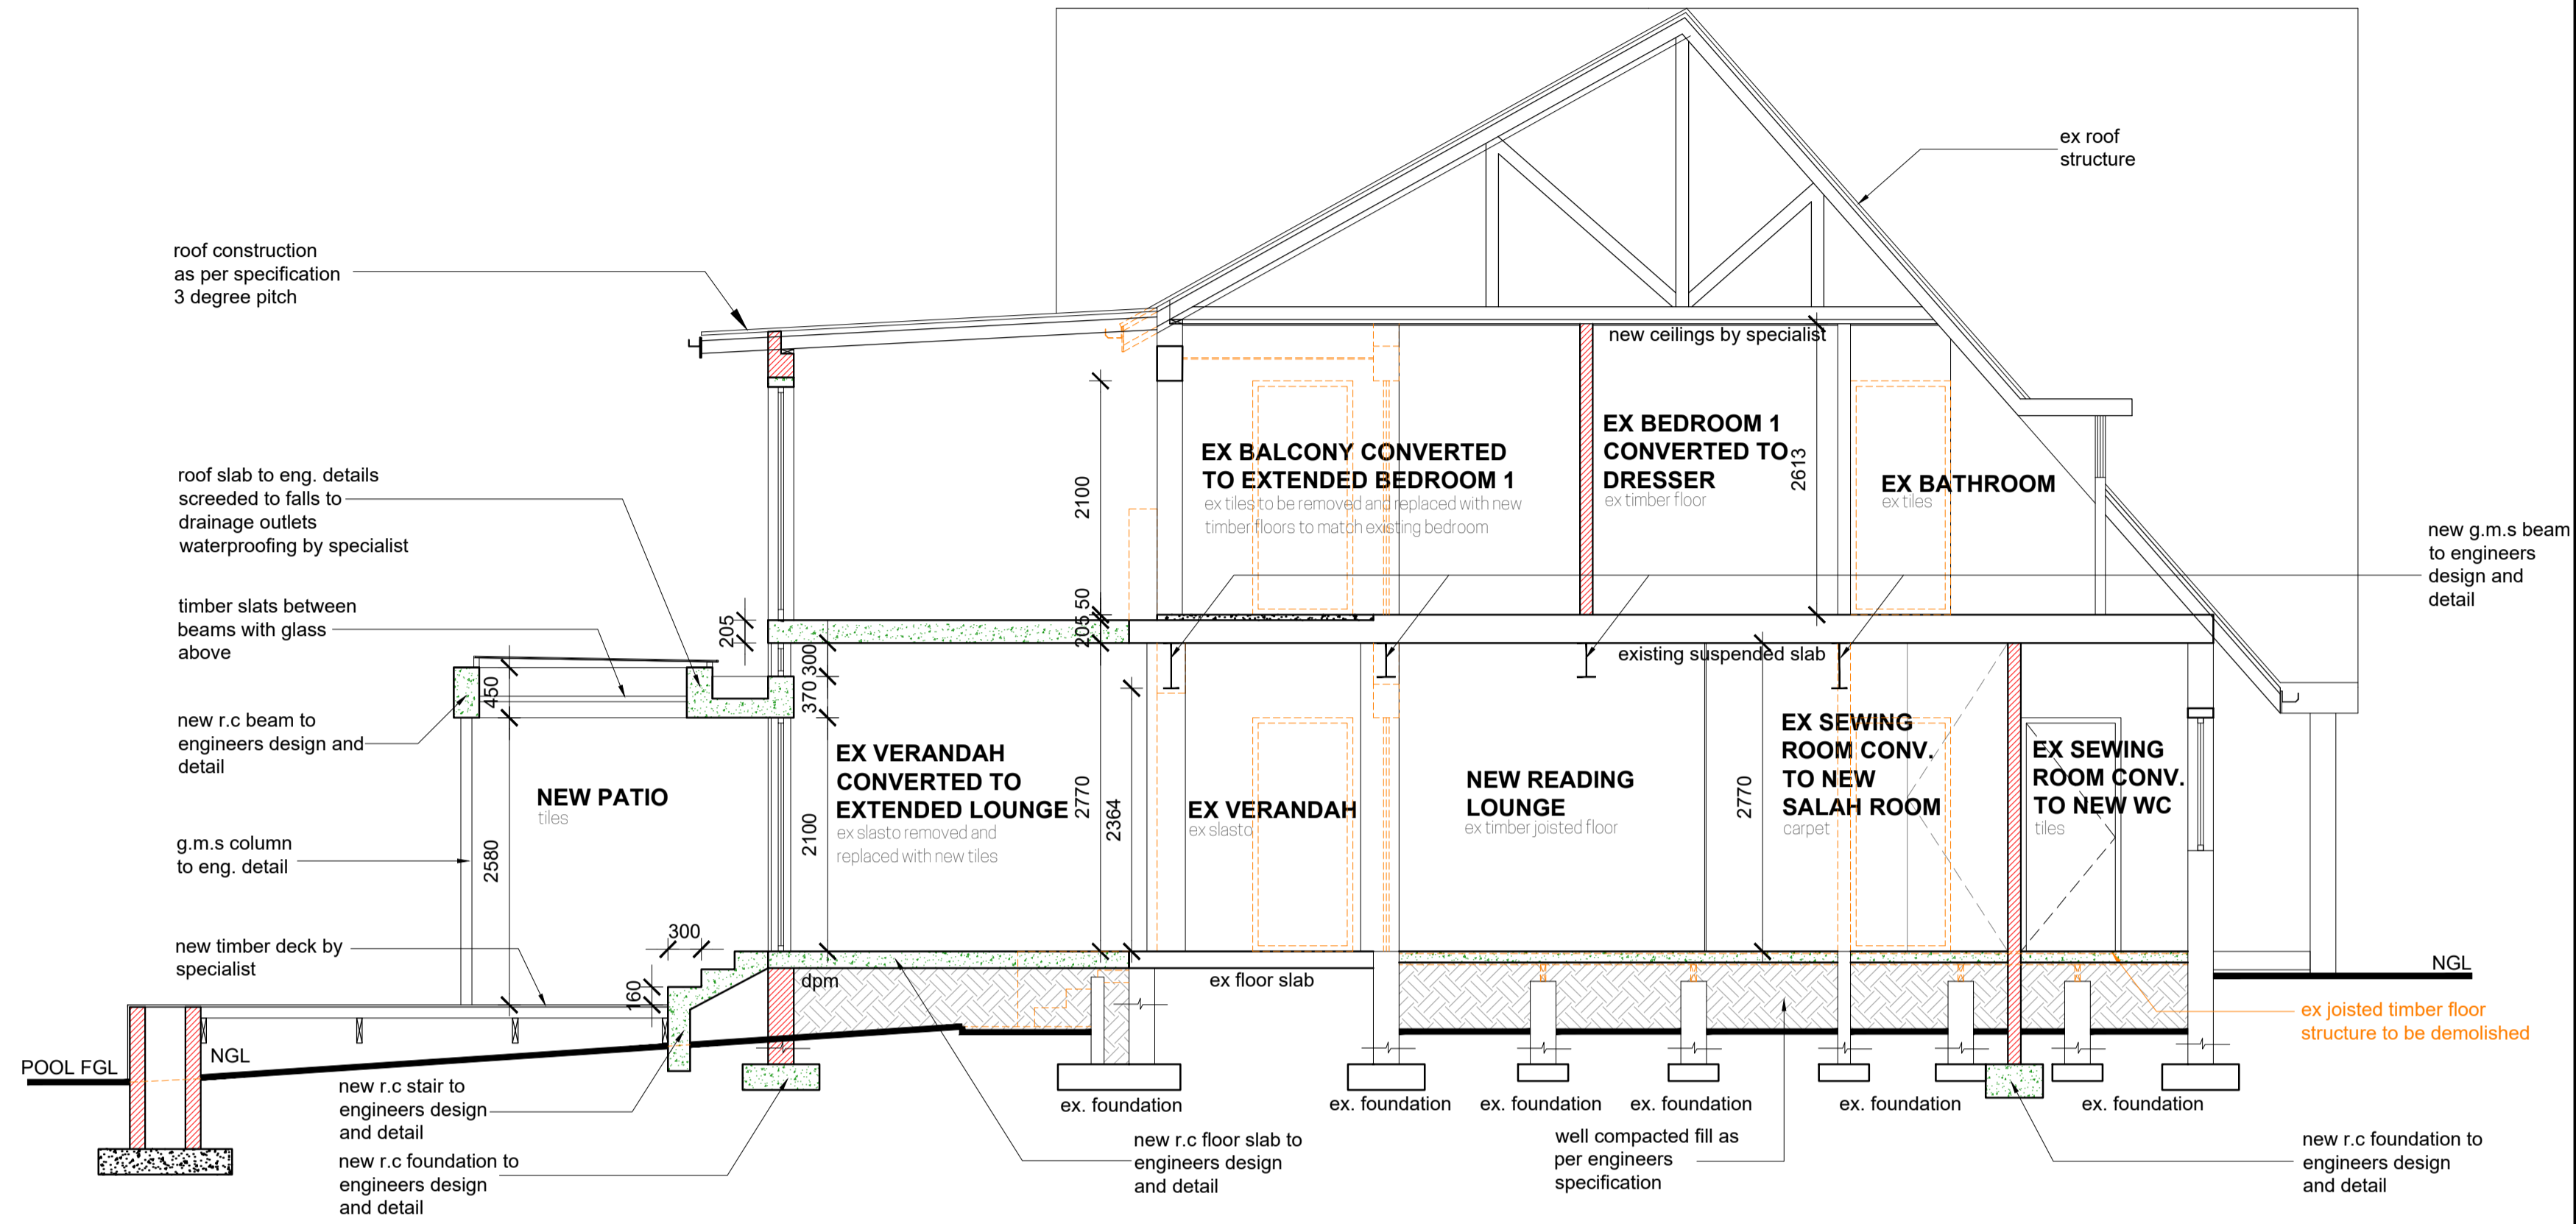 ex roof
structure
roof construction
as per specification
3 degree pitch
new ceilings by specialist
roof slab to eng. details
screeded to falls to
drainage outlets
waterproofing by specialist
2100
EX BALCONY CONVERTED
TO EXTENDED BEDROOM 1
ex tiles to be removed and replaced with new
timber floors to match existing bedroom
EX BEDROOM 1
CONVERTED TO
DRESSER
ex timber floor
2613
EX BATHROOM
ex tiles
new g.m.s beam
to engineers
design and
detail
timber slats between
beams with glass
above
205
50
205
300
370
450
existing suspended slab
new r.c beam to
engineers design and
detail
g.m.s column
to eng. detail
2580
NEW PATIO
tiles
2100
EX VERANDAH
CONVERTED TO
EXTENDED LOUNGE
ex slasto removed and
replaced with new tiles
2770
2364
EX VERANDAH
ex slasto
NEW READING
LOUNGE
ex timber joisted floor
2770
EX SEWING
ROOM CONV.
TO NEW
SALAH ROOM
carpet
EX SEWING
ROOM CONV.
TO NEW WC
tiles
new timber deck by
specialist
300
160
dpm
ex floor slab
NGL
ex joisted timber floor
structure to be demolished
POOL FGL
NGL
new r.c stair to
engineers design
and detail
new r.c foundation to
engineers design
and detail
ex. foundation
ex. foundation
ex. foundation
ex. foundation
ex. foundation
ex. foundation
new r.c floor slab to
engineers design
and detail
well compacted fill as
per engineers
specification
new r.c foundation to
engineers design
and detail